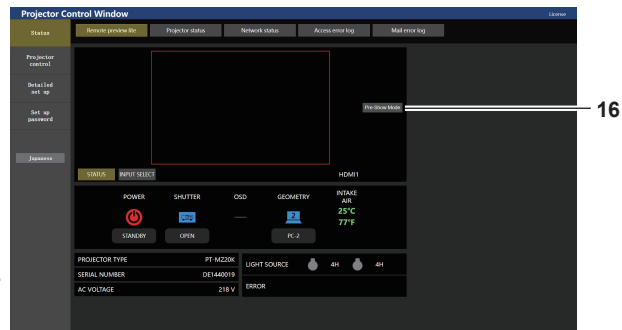 Projector Control Window
License
Status
Remote preview lite
Projector status
Network status
Access error log
Mail error log
Projector
control
Detailed
set up
Set up
password
Japanese
Pre-Show Mode
16
STATUS
INPUT SELECT
HDMI1
POWER
SHUTTER
OSD
GEOMETRY
INTAKE
AIR
2
25°C
77°F
STANDBY
OPEN
PC-2
PROJECTOR TYPE
PT-MZ20K
SERIAL NUMBER
DE1440019
AC VOLTAGE
218 V
LIGHT SOURCE
4H
4H
ERROR